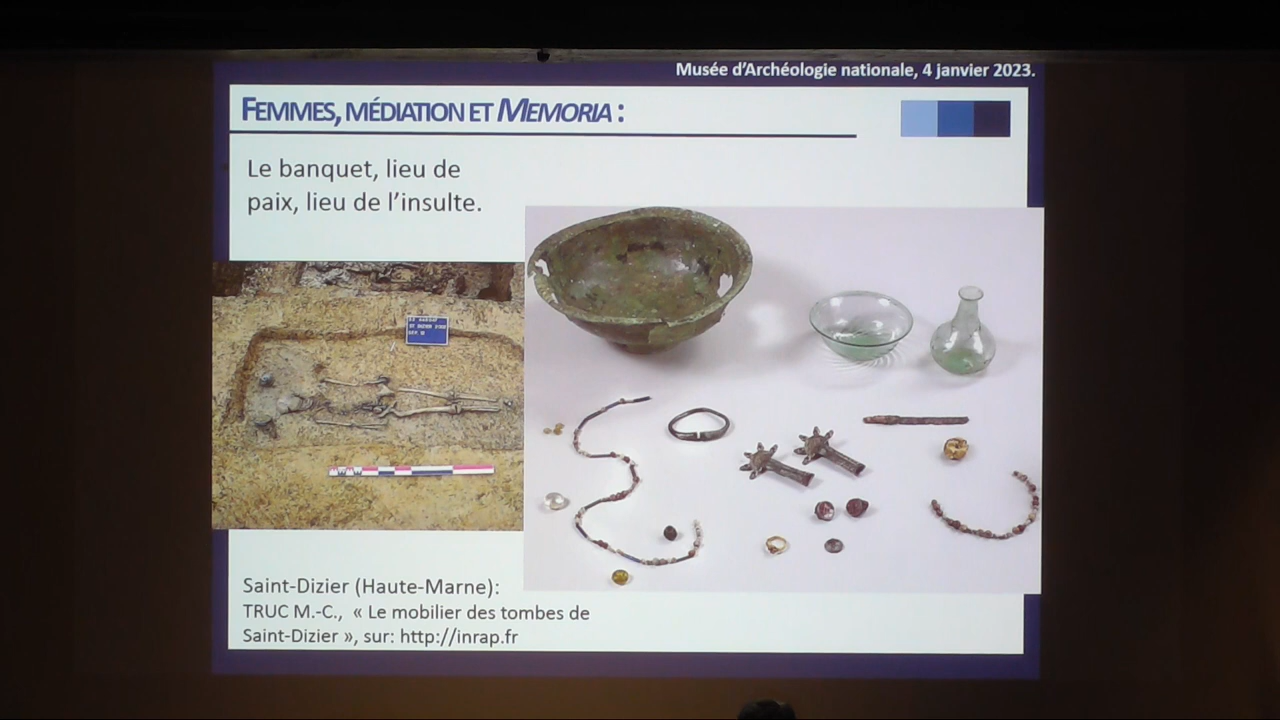 Musée d'Archéologie nationale, 4 janvier 2023.
FEMMES, MÉDIATION ET MEMORIA :
Le banquet, lieu de
paix, lieu de l'insulte.
Saint-Dizier (Haute-Marne):
TRUC M.-C., « Le mobilier des tombes de
Saint-Dizier », sur: http://inrap.fr